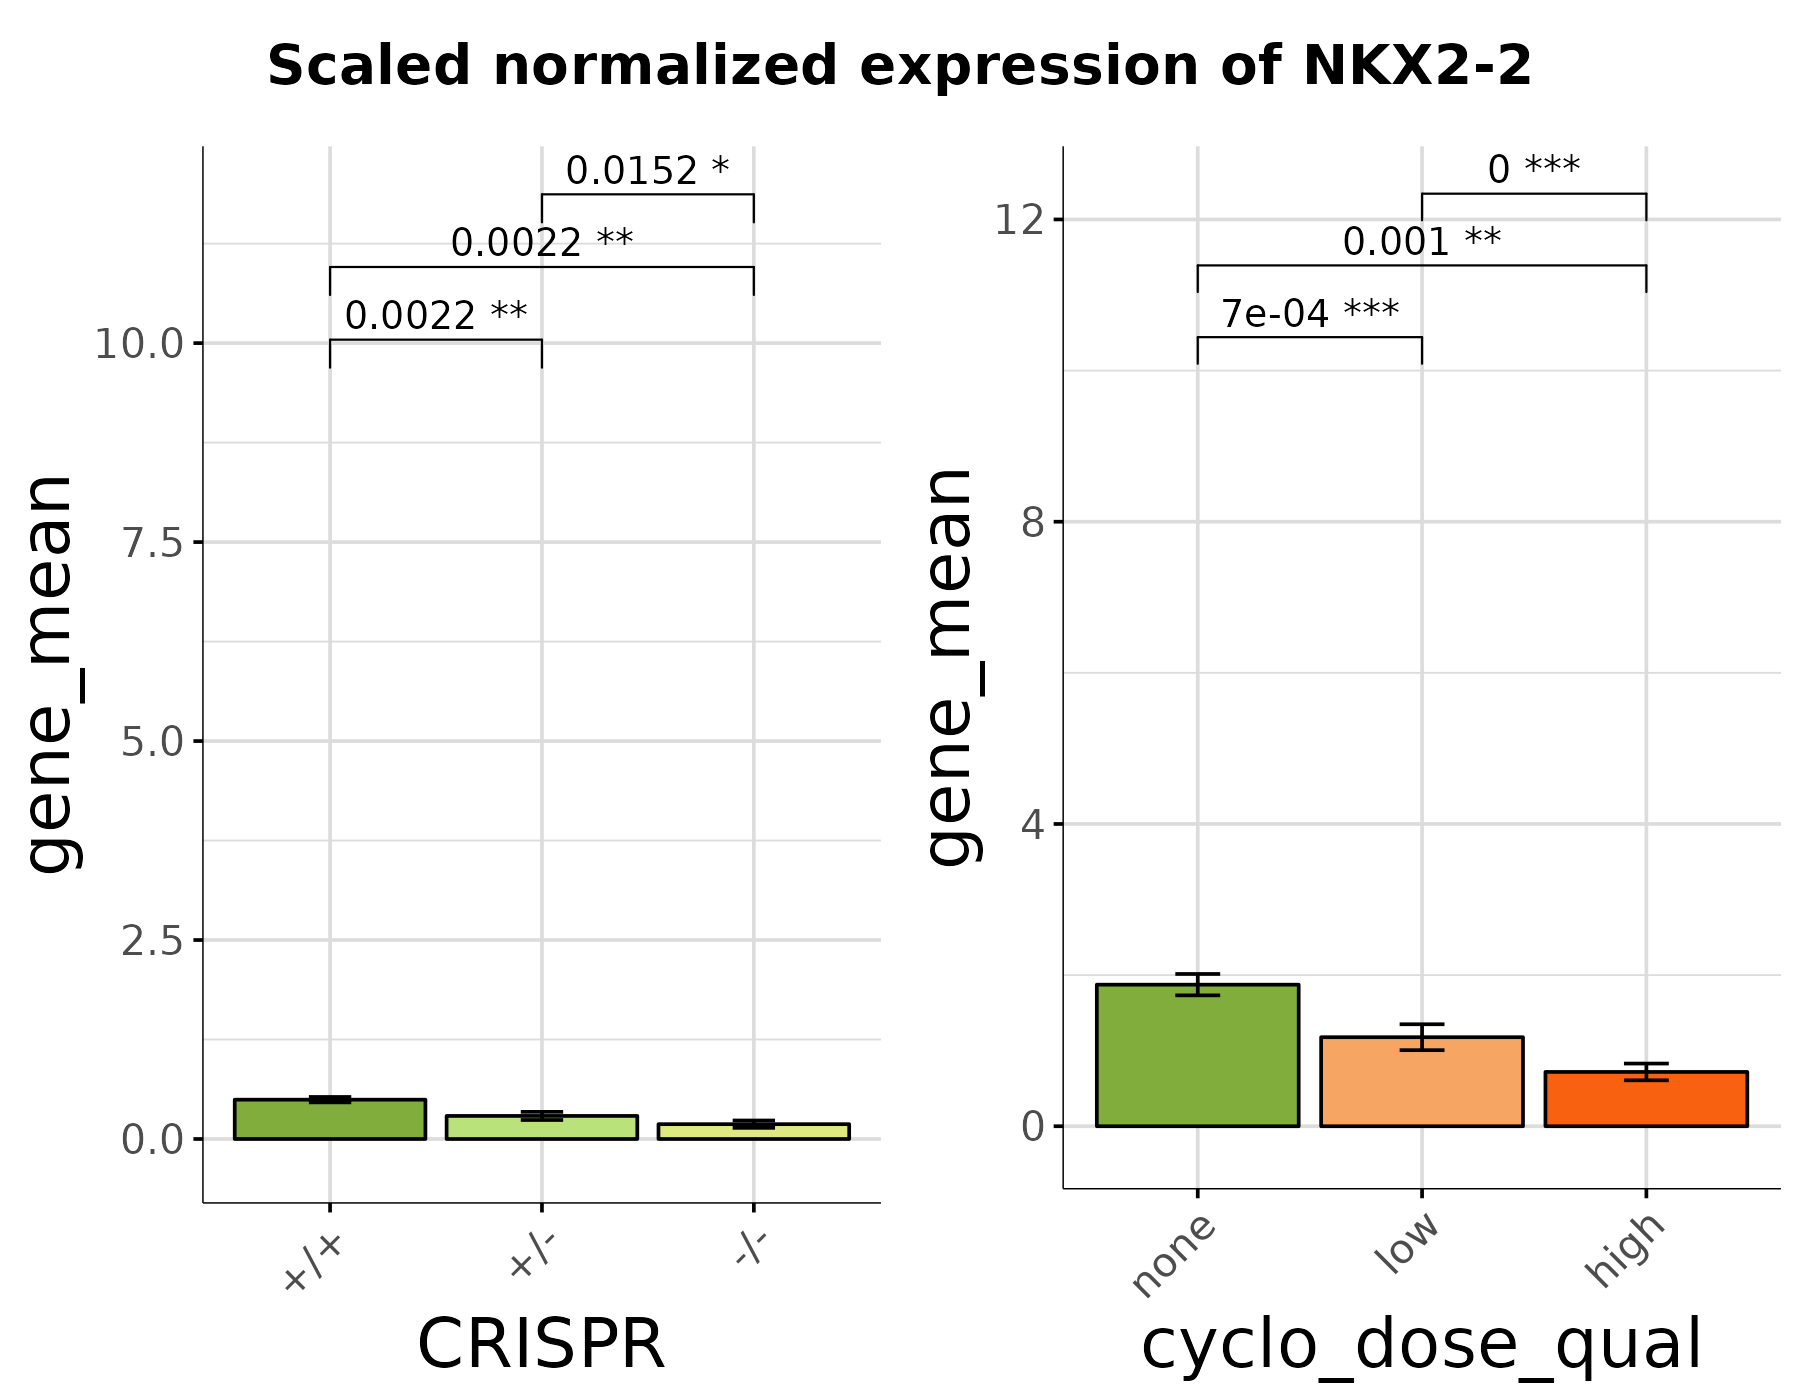 Scaled normalized expression of NKX2-2
gene_mean
10.0
7.5
5.0
2.5
0.0
0.0152 *
0.0022 **
0.0022 **
+/+
+/-
-/-
CRISPR
gene_mean
12
8
4
0
0 ***
0.001 **
7e-04 ***
none
low
high
cyclo_dose_qual